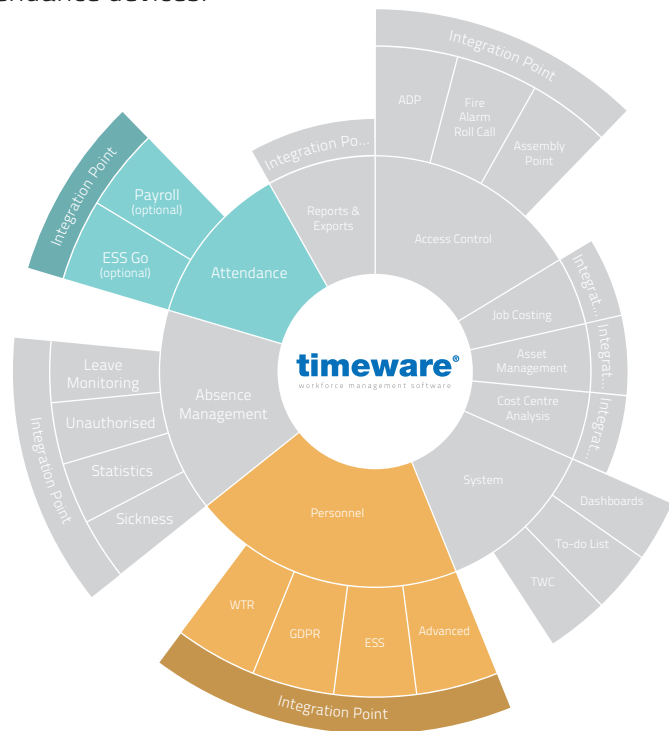 endance devices.
Integration Point
ADP
Fire
Alarm
Roll Call
Assembly
Point
Access Control
Integration Po...
Reports &
Exports
Integration Point
Payroll
(optional)
ESS Go
(optional)
Attendance
Integrat...
Job Costing
Integrat...
Asset
Management
Integrat...
Cost Centre
Analysis
timeware®
workforce management software
Absence
Management
Leave
Monitoring
Unauthorised
Statistics
Sickness
Integration Point
System
Dashboards
To-do List
TWC
Personnel
WTR
GDPR
ESS
Advanced
Integration Point